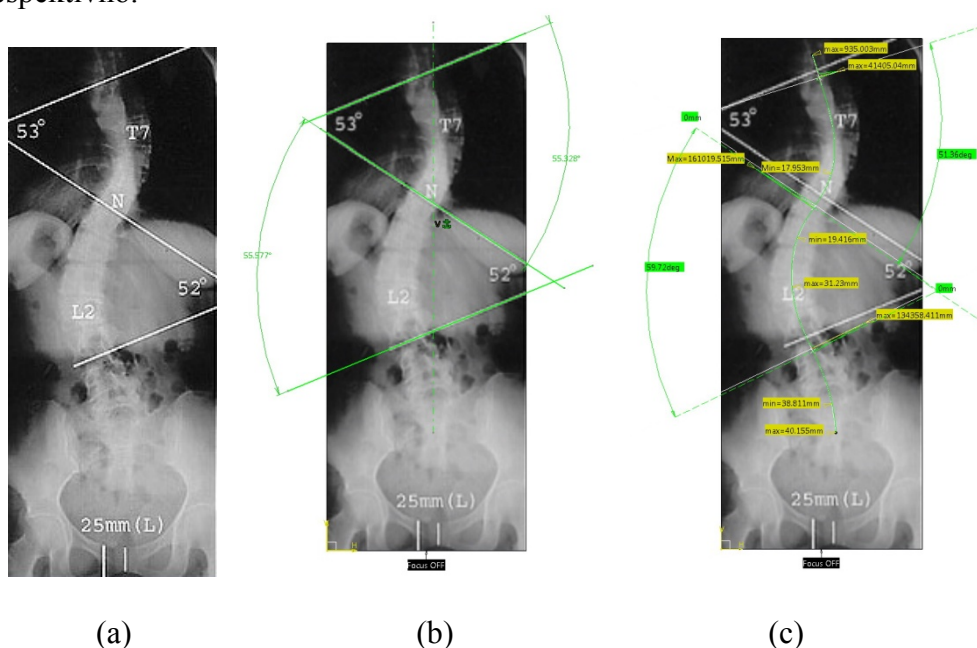 espektivno.
53°
T7
N
52°
L2
25mm(L)
(a)
53°
T7
55.328°
N
V
55.577°
52°
L2
25mm(L)
H
Focus OFF
(b)
max=935.003mm
max=41405.04mm
0mm
53°
T7
51.36deg
Max=161019.515mm
Min=17.953mm
N
min=19.416mm
59.72deg
52°
max=31.23mm
0mm
L2
max=134358.411mm
min=38.811mm
max=40.155mm
25mm(L)
H
Focus OFF
(c)